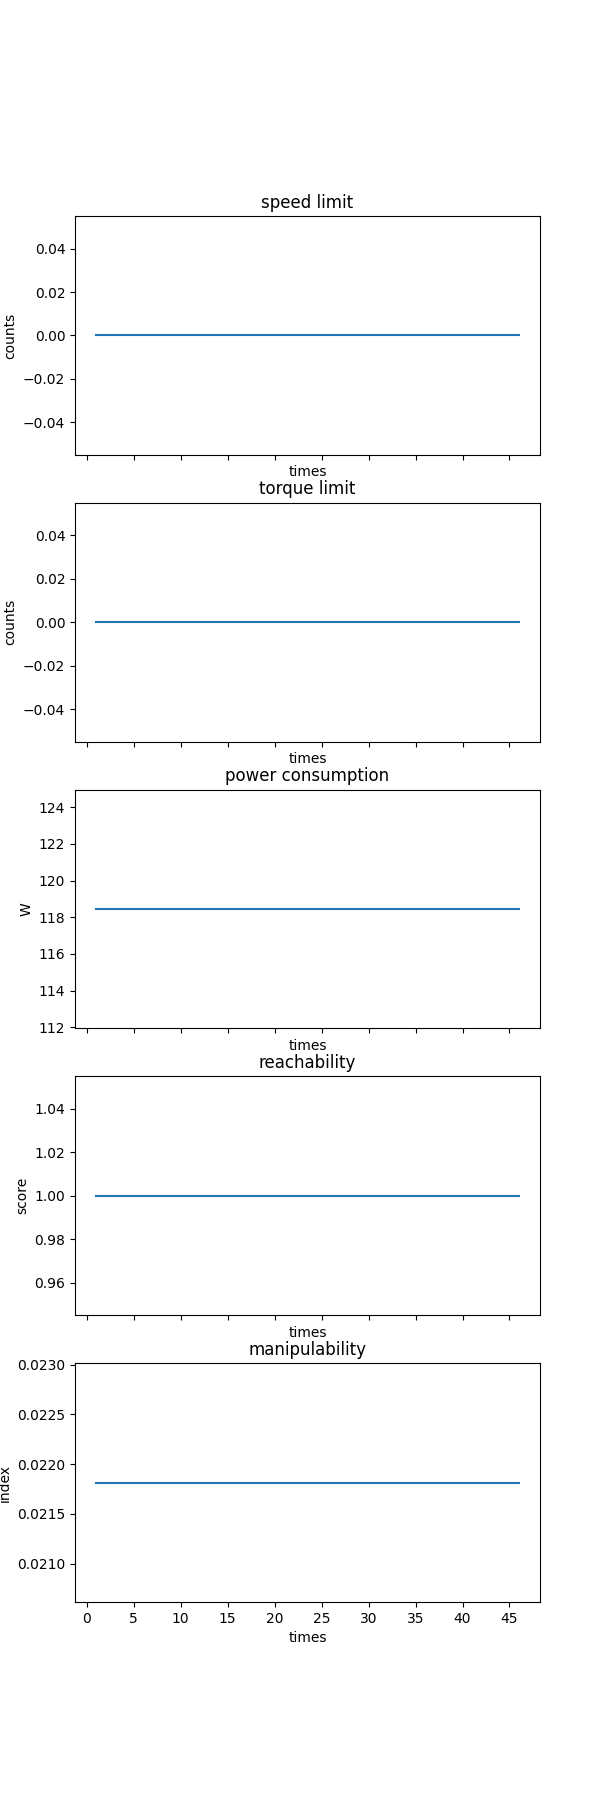 speed limit
0.04
0.02
0.00
−0.02
−0.04
counts
times
torque limit
0.04
0.02
0.00
−0.02
−0.04
counts
times
power consumption
124
122
120
118
116
114
112
W
times
reachability
1.04
1.02
1.00
0.98
0.96
score
times
manipulability
0.0230
0.0225
0.0220
0.0215
0.0210
index
0 5 10 15 20 25 30 35 40 45
times